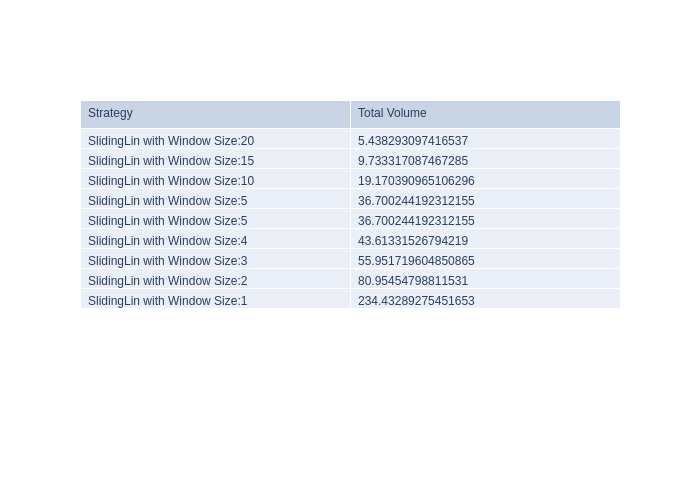 Strategy Total Volume
SlidingLin with Window Size:20 5.438293097416537
SlidingLin with Window Size:15 9.733317087467285
SlidingLin with Window Size:10 19.170390965106296
SlidingLin with Window Size:5 36.700244192312155
SlidingLin with Window Size:5 36.700244192312155
SlidingLin with Window Size:4 43.61331526794219
SlidingLin with Window Size:3 55.951719604850865
SlidingLin with Window Size:2 80.95454798811531
SlidingLin with Window Size:1 234.43289275451653